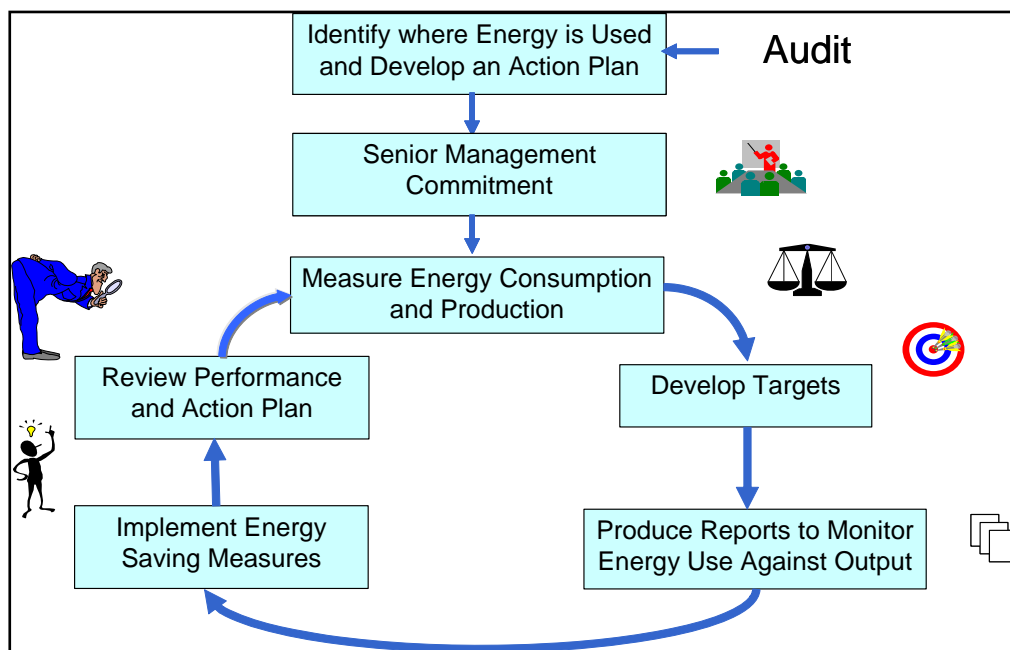 Identify where Energy is Used
and Develop an Action Plan
Audit
Senior Management
Commitment
Measure Energy Consumption
and Production
Review Performance
and Action Plan
Develop Targets
Implement Energy
Saving Measures
Produce Reports to Monitor
Energy Use Against Output